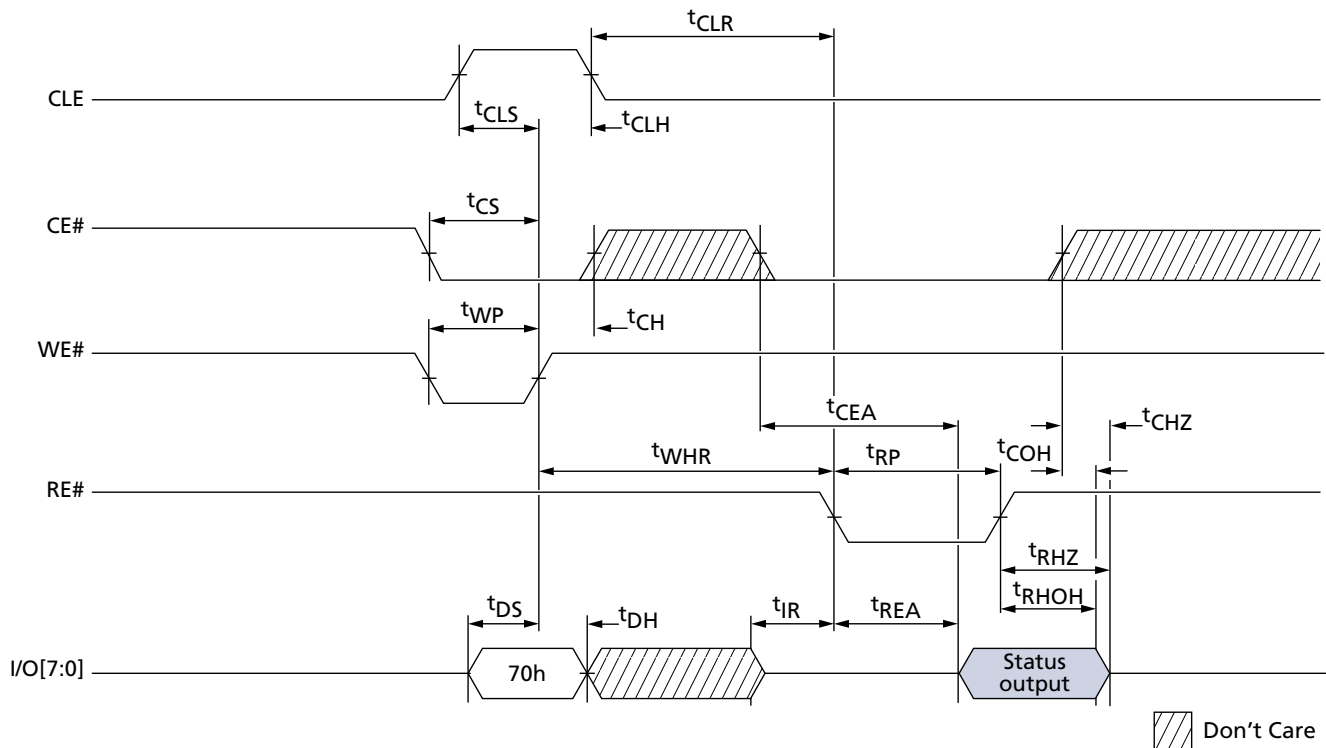 tCLR
CLE
tCLS
tCLH
tCS
CE#
tWP
tCH
WE#
tCEA
tCHZ
tWHR
tRP
tCOH
RE#
tRHZ
tRHOH
tDS
tDH
tIR
tREA
I/O[7:0]
70h
Status
output
Don't Care